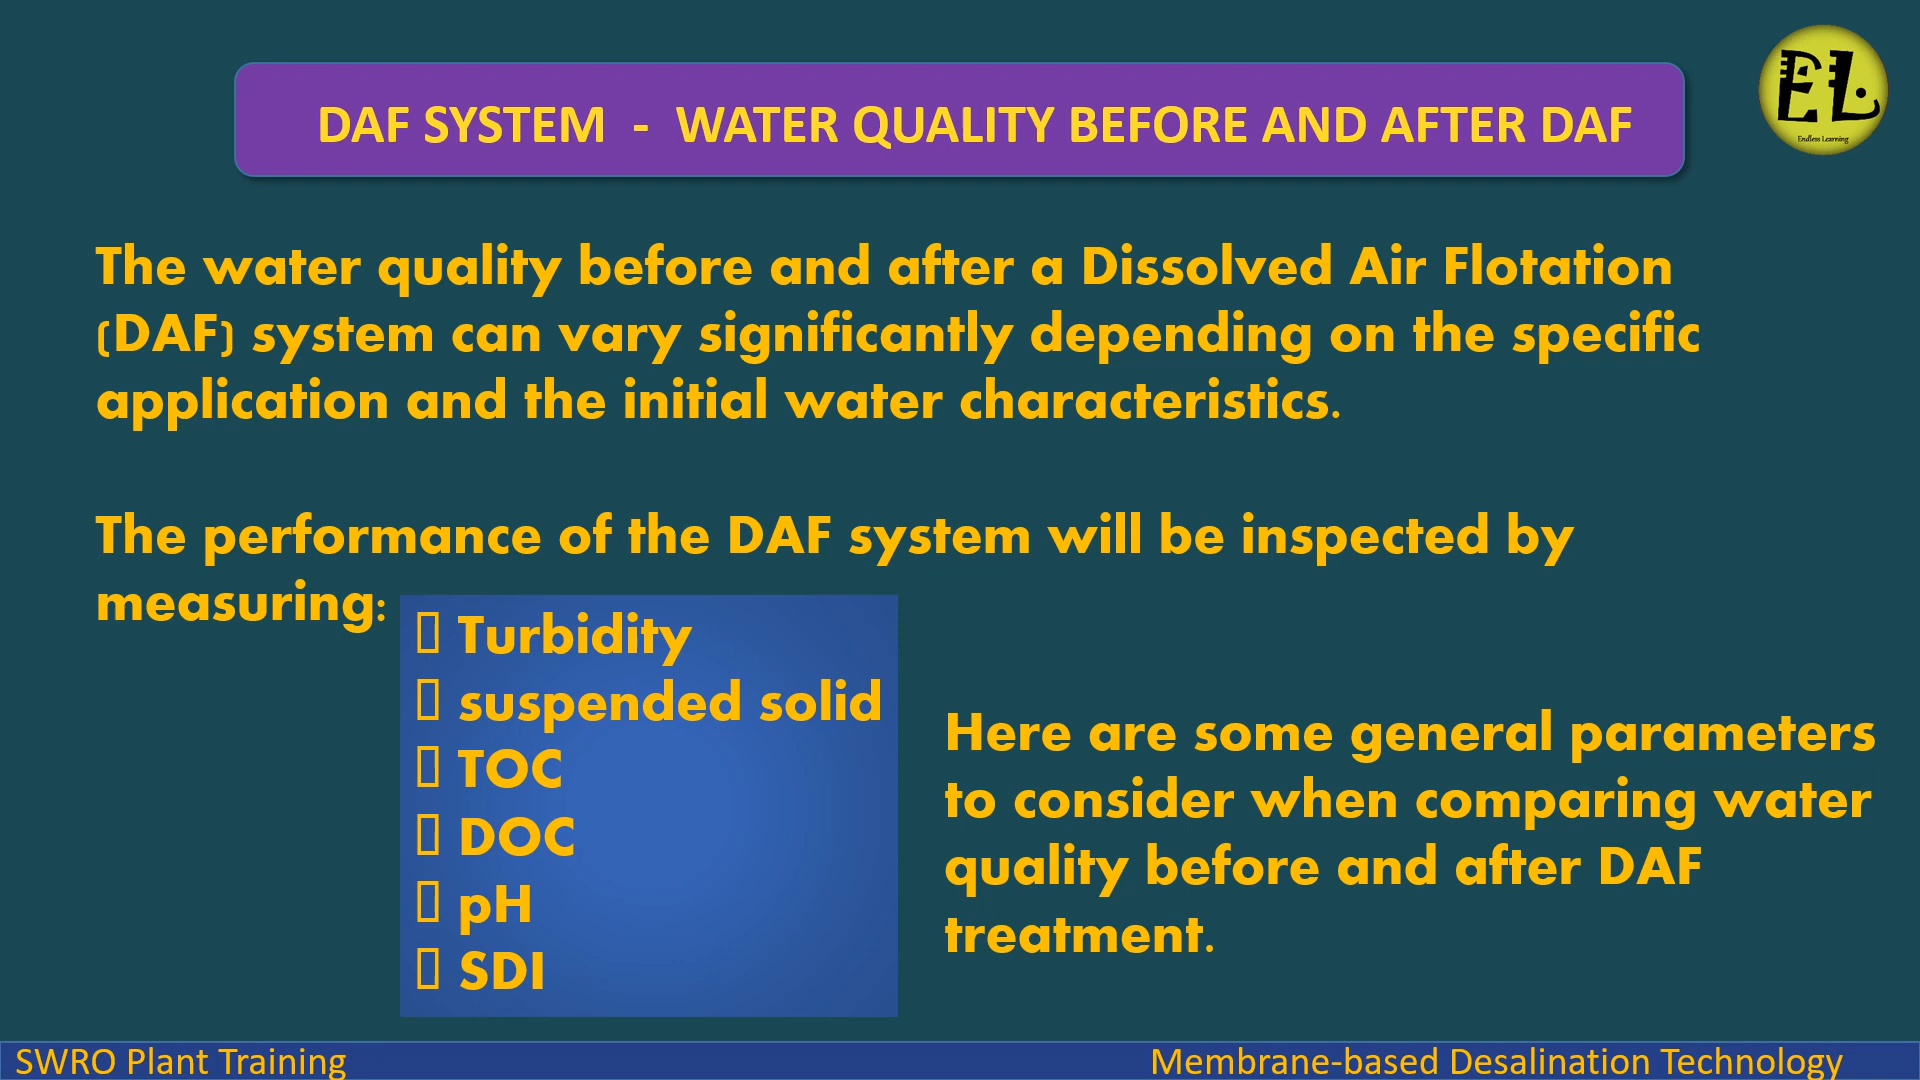 DAF SYSTEM - WATER QUALITY BEFORE AND AFTER DAF
EL
Endless Learning
The water quality before and after a Dissolved Air Flotation
(DAF) system can vary significantly depending on the specific
application and the initial water characteristics.
The performance of the DAF system will be inspected by
measuring:
Turbidity
suspended solid
TOC
DOC
pH
SDI
Here are some general parameters
to consider when comparing water
quality before and after DAF
treatment.
SWRO Plant Training
Membrane-based Desalination Technology